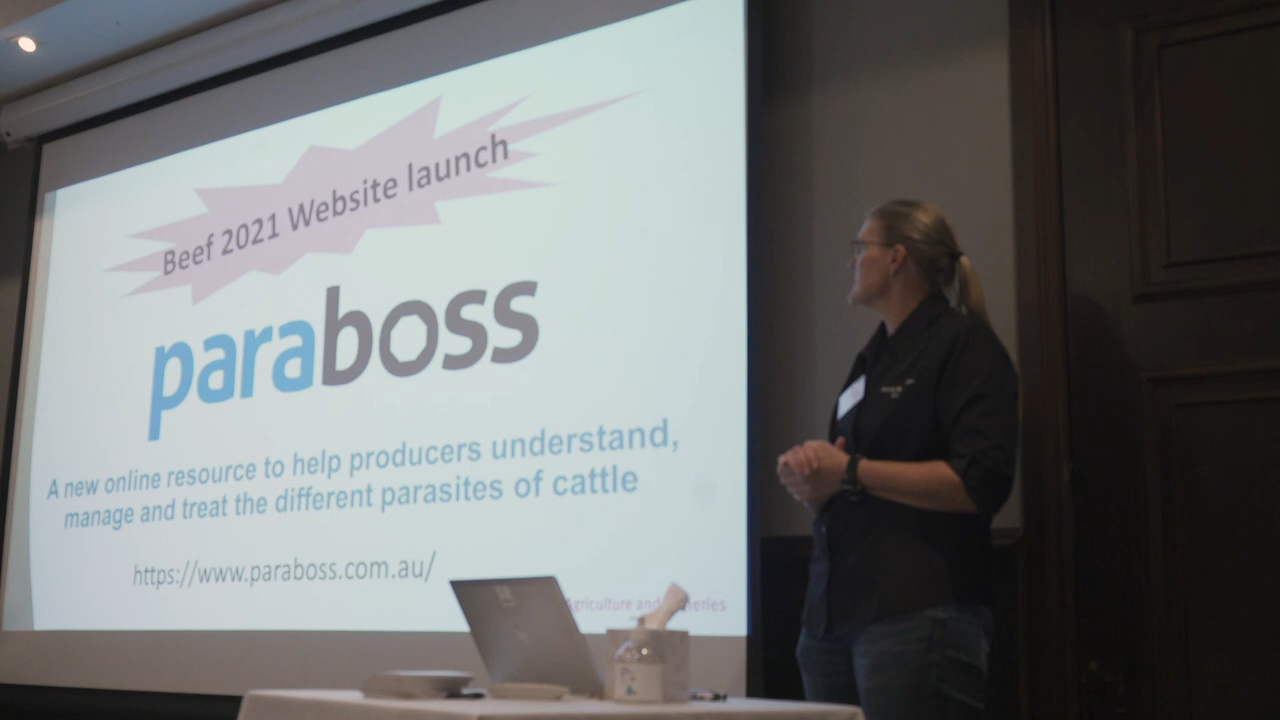 Beef 2021 Website launch
paraboss
A new online resource to help producers understand,
manage and treat the different parasites of cattle
https://www.paraboss.com.au/
Agriculture and